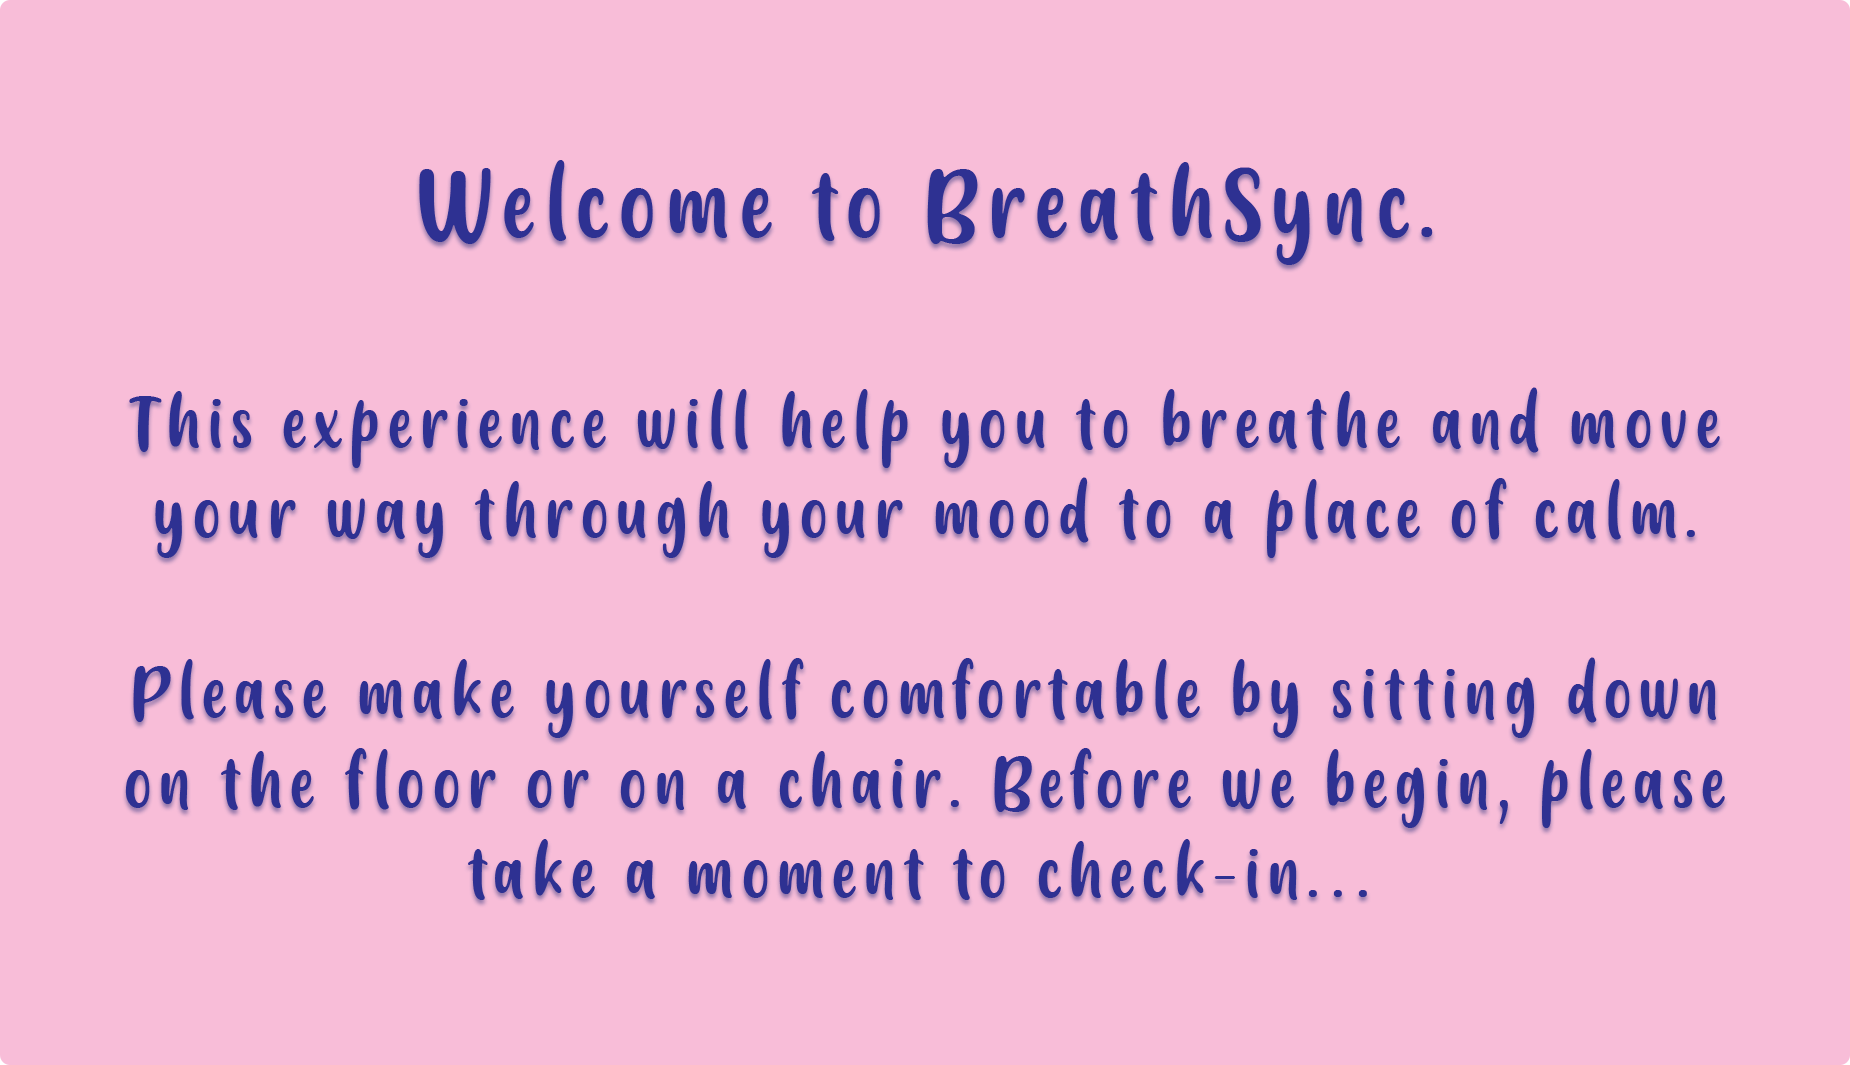 Welcome to BreathSync.
This experience will help you to breathe and move
your way through your mood to a place of calm.
Please make yourself comfortable by sitting down
on the floor or on a chair. Before we begin, please
take a moment to check-in...